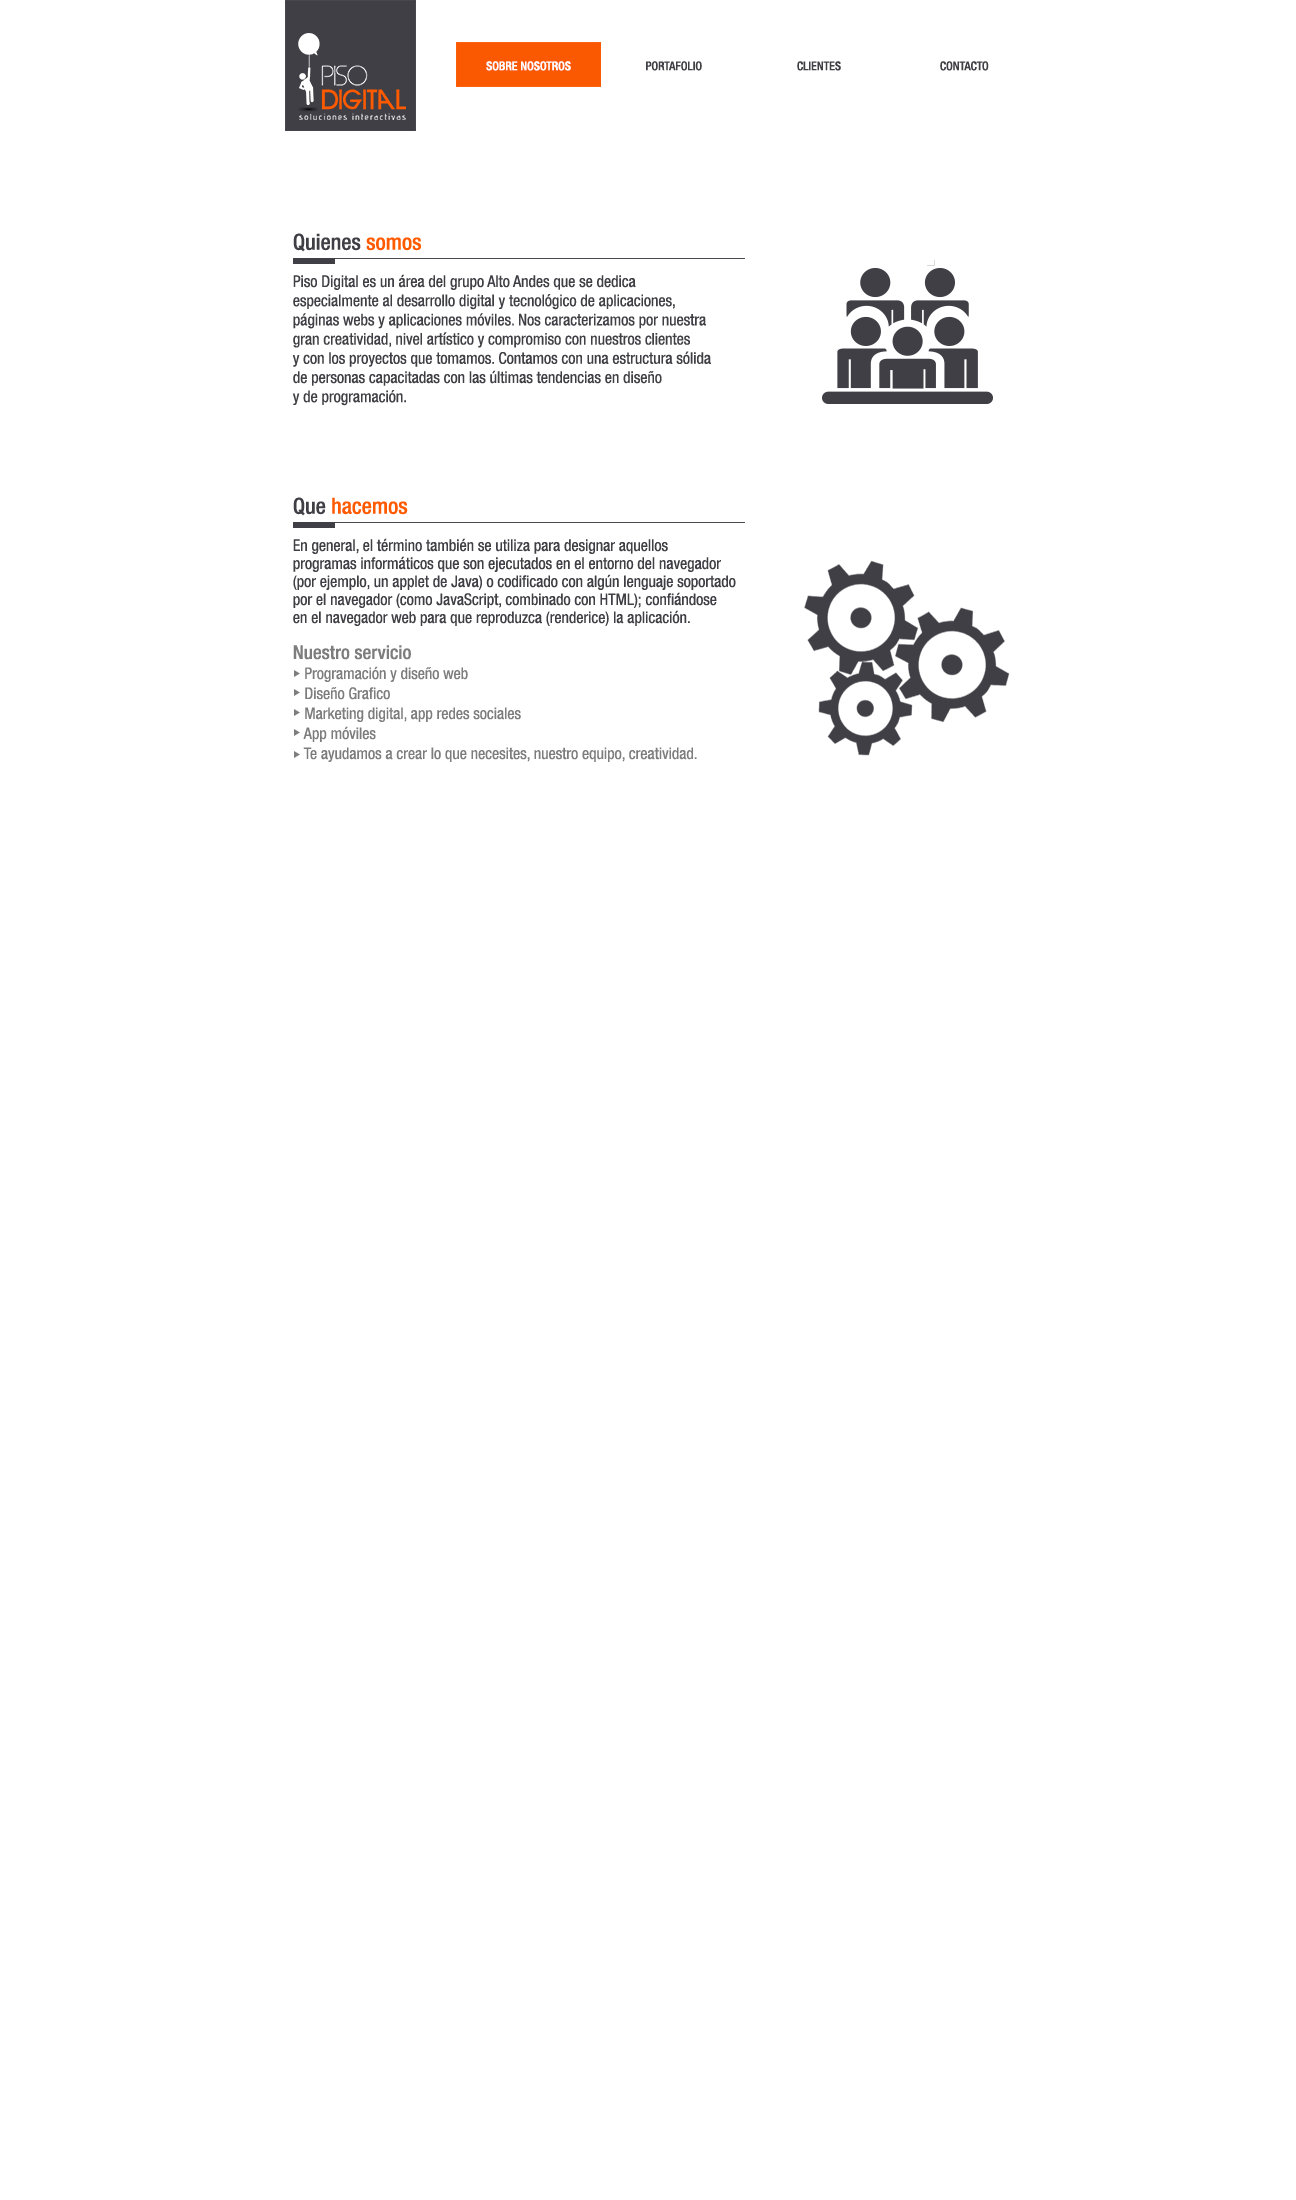 PISO
DIGITAL
soluciones interactivas
SOBRE NOSOTROS
PORTAFOLIO
CLIENTES
CONTACTO
Quienes somos
Piso Digital es un área del grupo Alto Andes que se dedica
especialmente al desarrollo digital y tecnológico de aplicaciones,
páginas webs y aplicaciones móviles. Nos caracterizamos por nuestra
gran creatividad, nivel artístico y compromiso con nuestros clientes
y con los proyectos que tomamos. Contamos con una estructura sólida
de personas capacitadas con las últimas tendencias en diseño
y de programación.
Que hacemos
En general, el término también se utiliza para designar aquellos
programas informáticos que son ejecutados en el entorno del navegador
(por ejemplo, un applet de Java) o codificado con algún lenguaje soportado
por el navegador (como JavaScript, combinado con HTML); confiándose
en el navegador web para que reproduzca (renderice) la aplicación.
Nuestro servicio
Programación y diseño web
Diseño Grafico
Marketing digital, app redes sociales
App móviles
Te ayudamos a crear lo que necesites, nuestro equipo, creatividad.